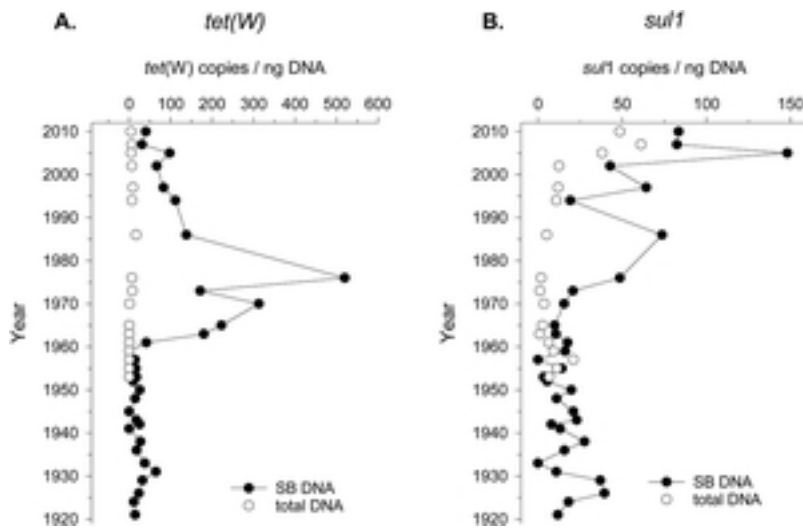 A. tet(W)
tet(W) copies / ng DNA
0 100 200 300 400 500 600
2010
2000
1990
1980
1970
1960
1950
1940
1930
1920
Year
SB DNA
total DNA
B. sul1
sul1 copies / ng DNA
0 50 100 150
2010
2000
1990
1980
1970
1960
1950
1940
1930
1920
Year
SB DNA
total DNA